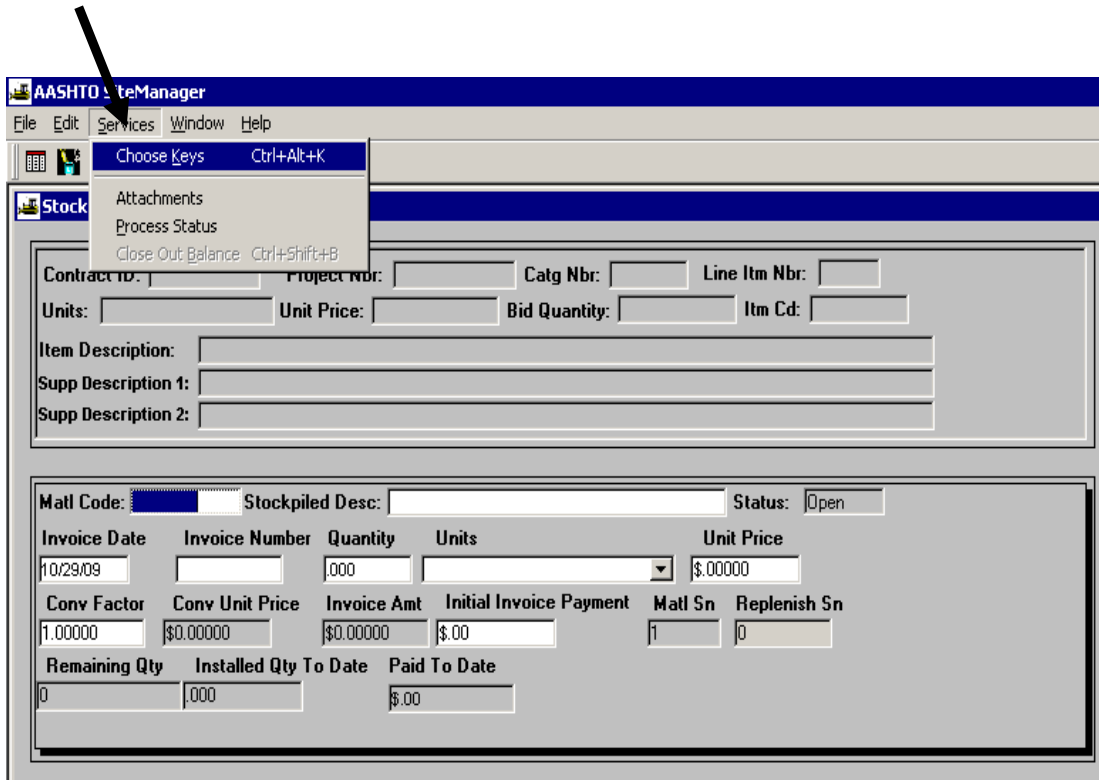 AASHTO SiteManager
File Edit Services Window Help
Choose Keys Ctrl+Alt+K
Attachments
Process Status
Close Out Balance Ctrl+Shift+B
Stock
Contract ID: Project Nbr: Catg Nbr: Line Itm Nbr:
Units: Unit Price: Bid Quantity: Itm Cd:
Item Description:
Supp Description 1:
Supp Description 2:
Matl Code: Stockpiled Desc: Status: Open
Invoice Date Invoice Number Quantity Units Unit Price
10/29/09 .000 $.00000
Conv Factor Conv Unit Price Invoice Amt Initial Invoice Payment Matl Sn Replenish Sn
1.00000 $0.00000 $0.00000 $.00 1 0
Remaining Qty Installed Qty To Date Paid To Date
0 .000 $.00